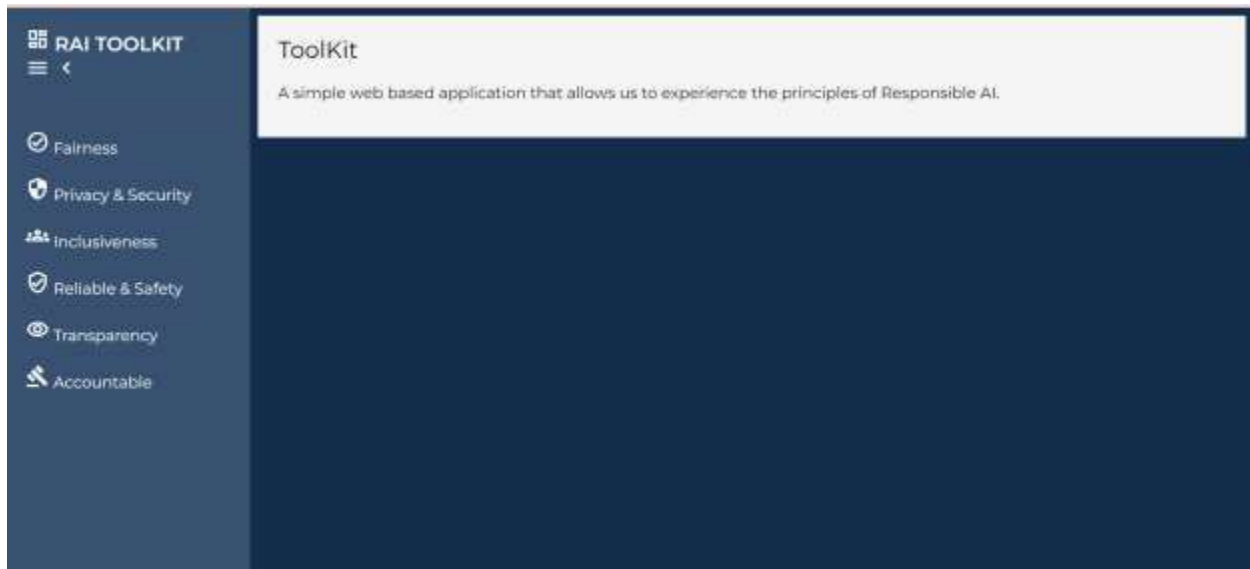 RAI TOOLKIT
ToolKit
A simple web based application that allows us to experience the principles of Responsible AI.
Fairness
Privacy & Security
Inclusiveness
Reliable & Safety
Transparency
Accountable